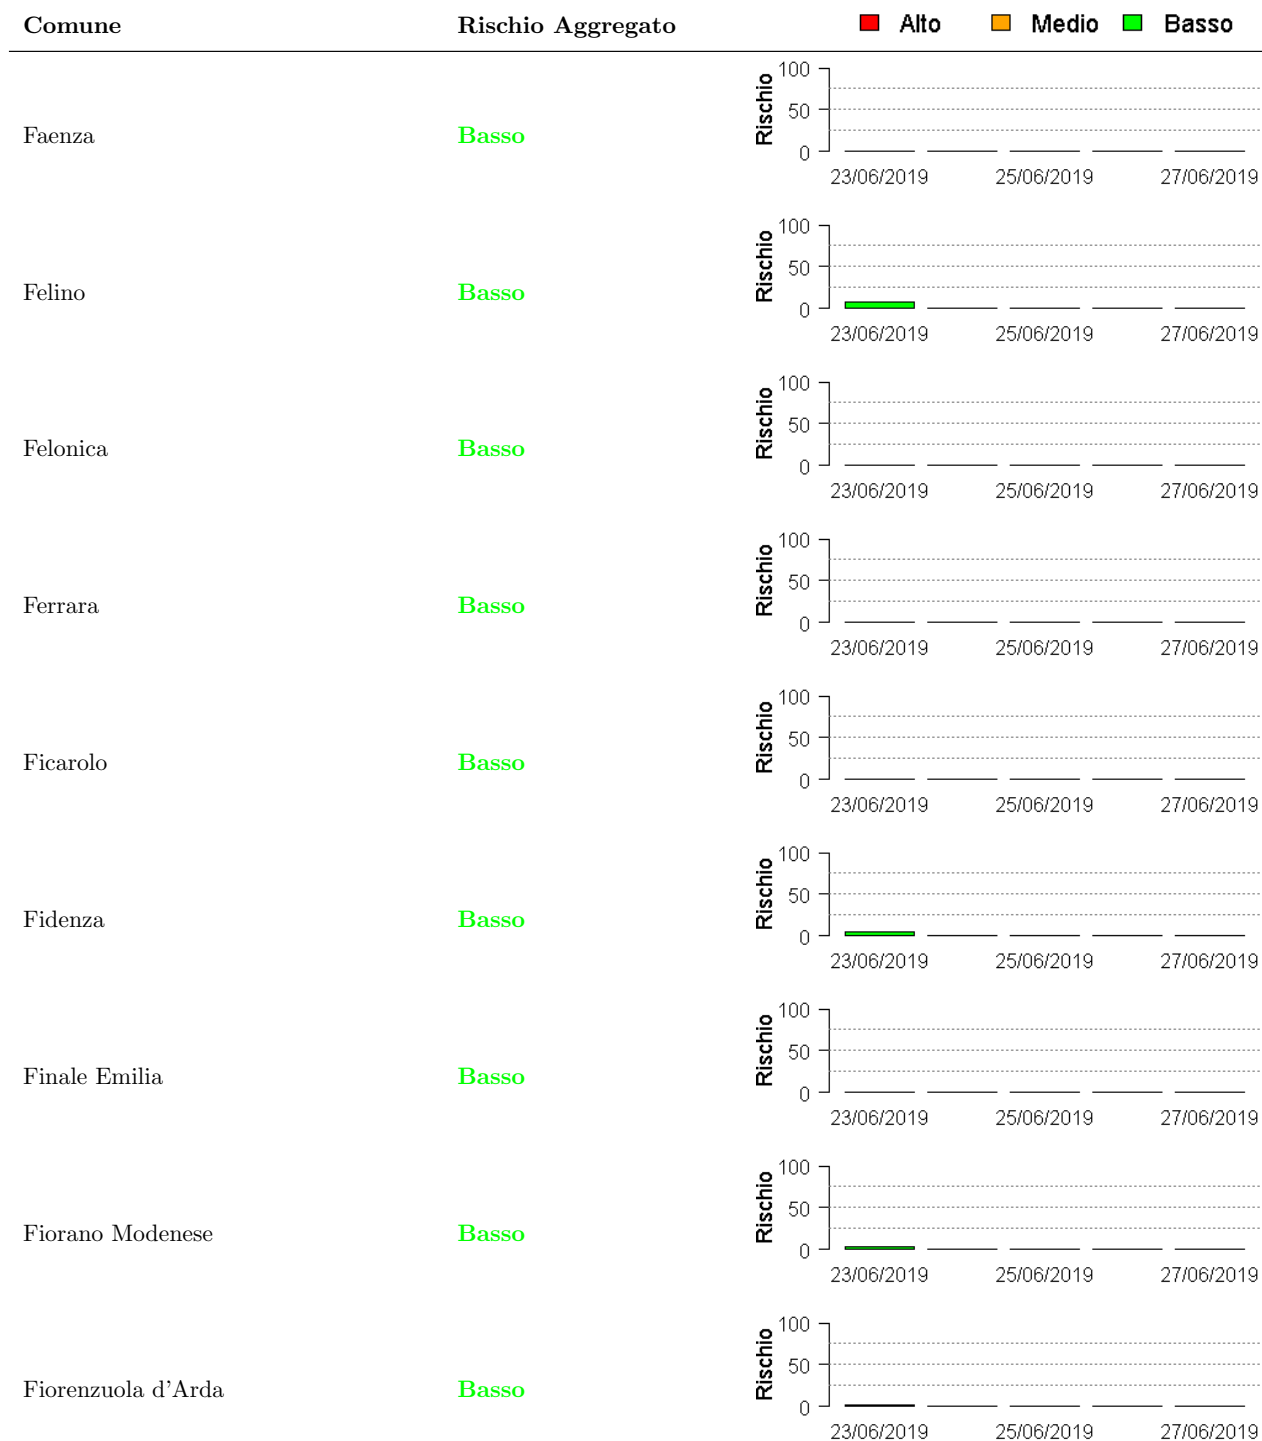 Comune Rischio Aggregato Alto Medio Basso
Faenza Basso
Rischio
100
50
0
23/06/2019 25/06/2019 27/06/2019
Felino Basso
Rischio
100
50
0
23/06/2019 25/06/2019 27/06/2019
Felonica Basso
Rischio
100
50
0
23/06/2019 25/06/2019 27/06/2019
Ferrara Basso
Rischio
100
50
0
23/06/2019 25/06/2019 27/06/2019
Ficarolo Basso
Rischio
100
50
0
23/06/2019 25/06/2019 27/06/2019
Fidenza Basso
Rischio
100
50
0
23/06/2019 25/06/2019 27/06/2019
Finale Emilia Basso
Rischio
100
50
0
23/06/2019 25/06/2019 27/06/2019
Fiorano Modenese Basso
Rischio
100
50
0
23/06/2019 25/06/2019 27/06/2019
Fiorenzuola d'Arda Basso
Rischio
100
50
0
23/06/2019 25/06/2019 27/06/2019